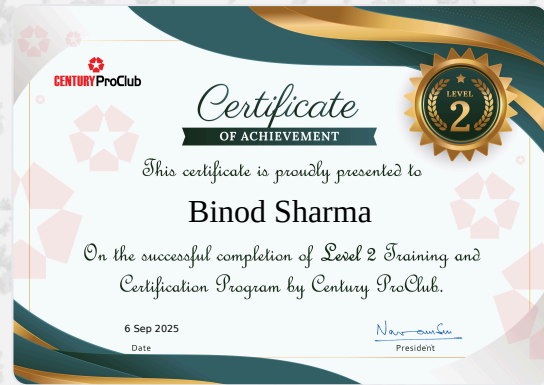 CENTURY ProClub
LEVEL
2
Certificate
OF ACHIEVEMENT
This certificate is proudly presented to
Binod Sharma
On the successful completion of Level 2 Training and
Certification Program by Century ProClub.
6 Sep 2025
Date
President